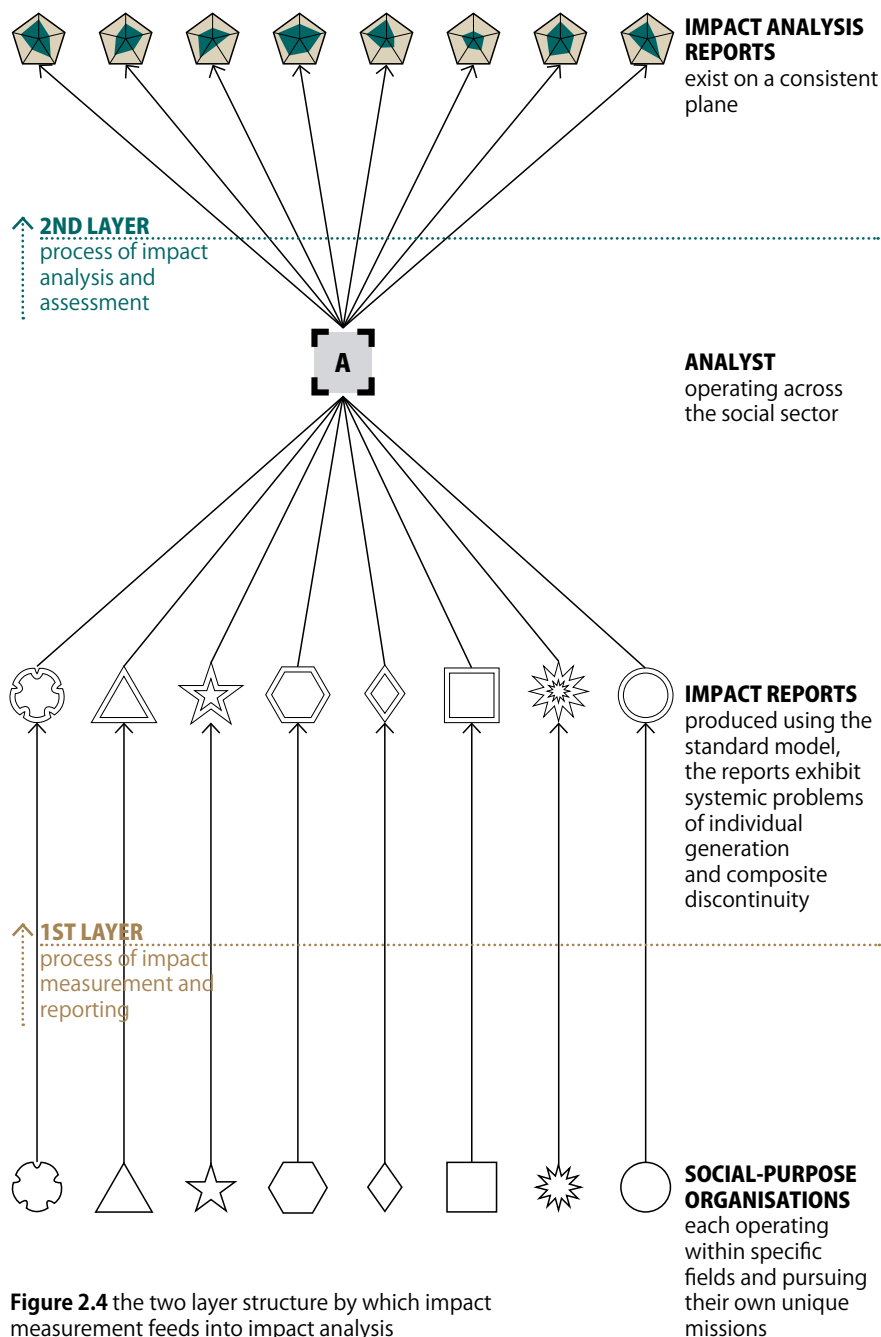 IMPACT ANALYSIS
REPORTS
exist on a consistent
plane
2ND LAYER
process of impact
analysis and
assessment
A
ANALYST
operating across
the social sector
IMPACT REPORTS
produced using the
standard model,
the reports exhibit
systemic problems
of individual
generation
and composite
discontinuity
1ST LAYER
process of impact
measurement and
reporting
SOCIAL-PURPOSE
ORGANISATIONS
each operating
within specific
fields and pursuing
their own unique
missions
Figure 2.4 the two layer structure by which impact
measurement feeds into impact analysis